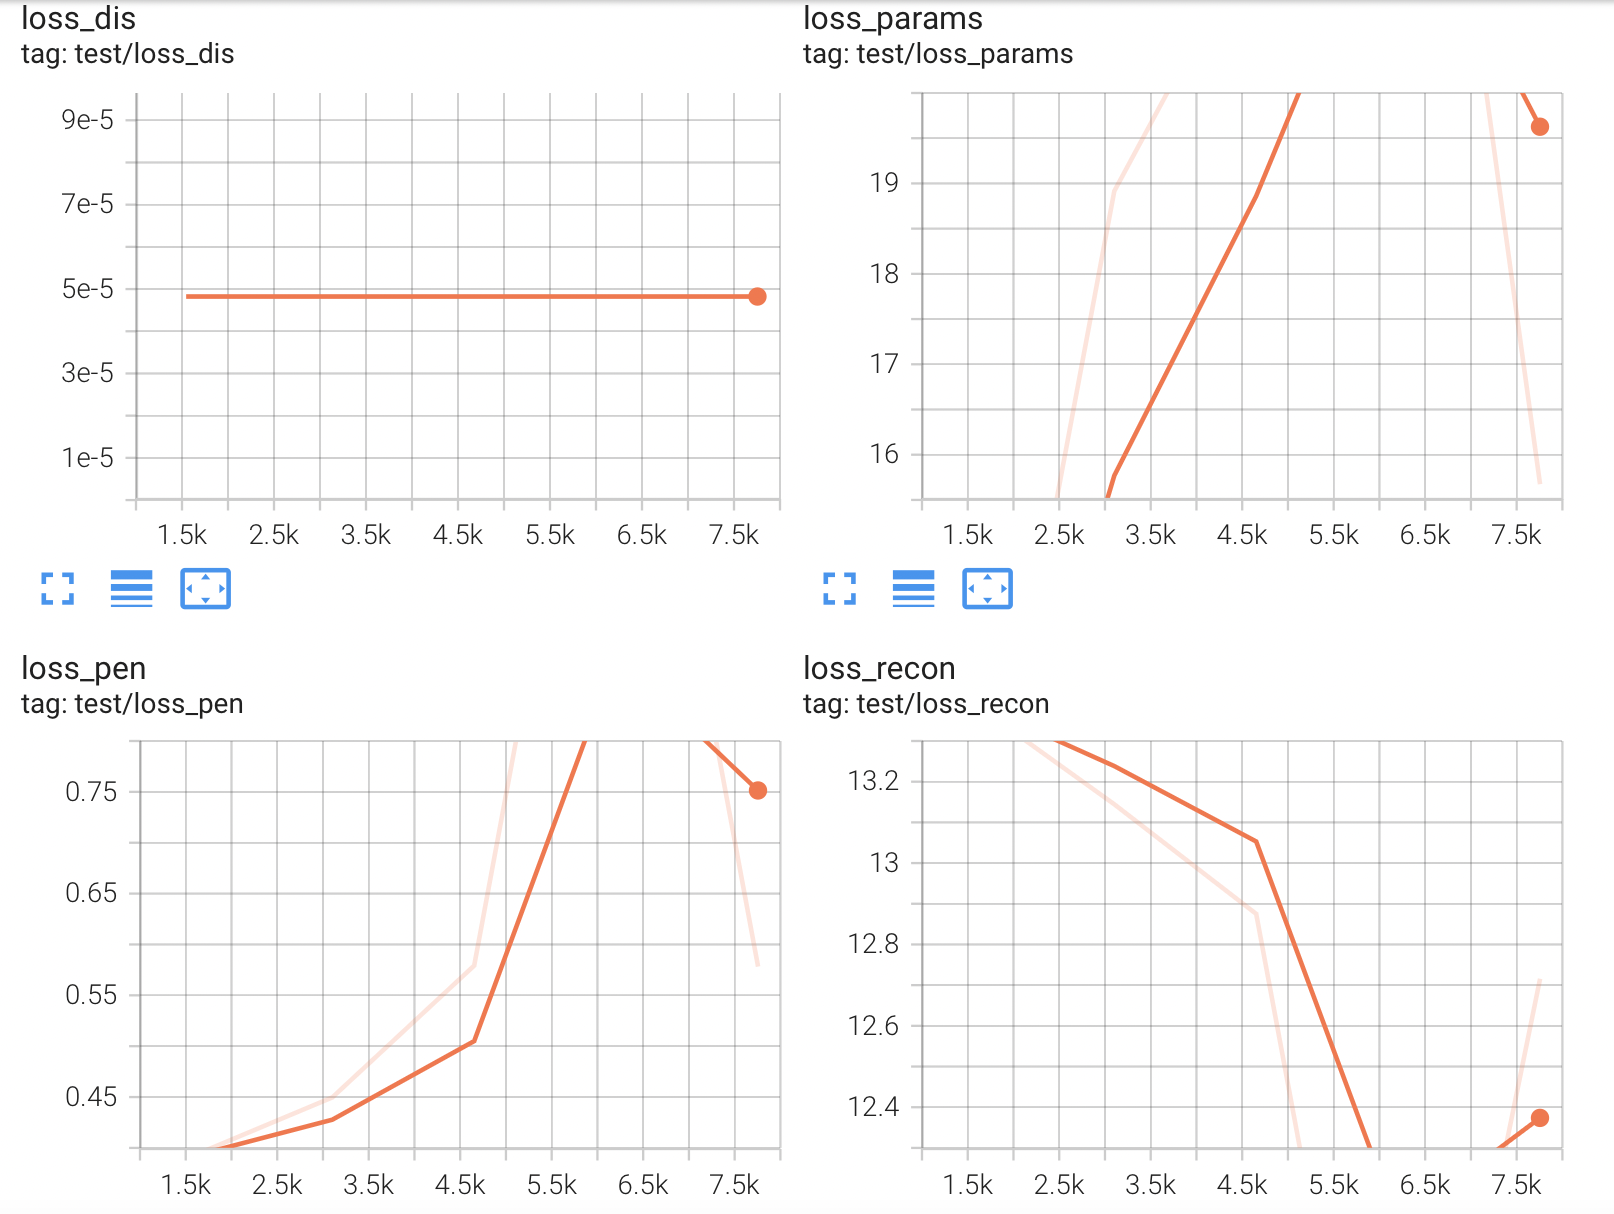 loss_dis
tag: test/loss_dis
9e-5
7e-5
5e-5
3e-5
1e-5
1.5k 2.5k 3.5k 4.5k 5.5k 6.5k 7.5k
loss_params
tag: test/loss_params
19
18
17
16
1.5k 2.5k 3.5k 4.5k 5.5k 6.5k 7.5k
loss_pen
tag: test/loss_pen
0.75
0.65
0.55
0.45
1.5k 2.5k 3.5k 4.5k 5.5k 6.5k 7.5k
loss_recon
tag: test/loss_recon
13.2
13
12.8
12.6
12.4
1.5k 2.5k 3.5k 4.5k 5.5k 6.5k 7.5k